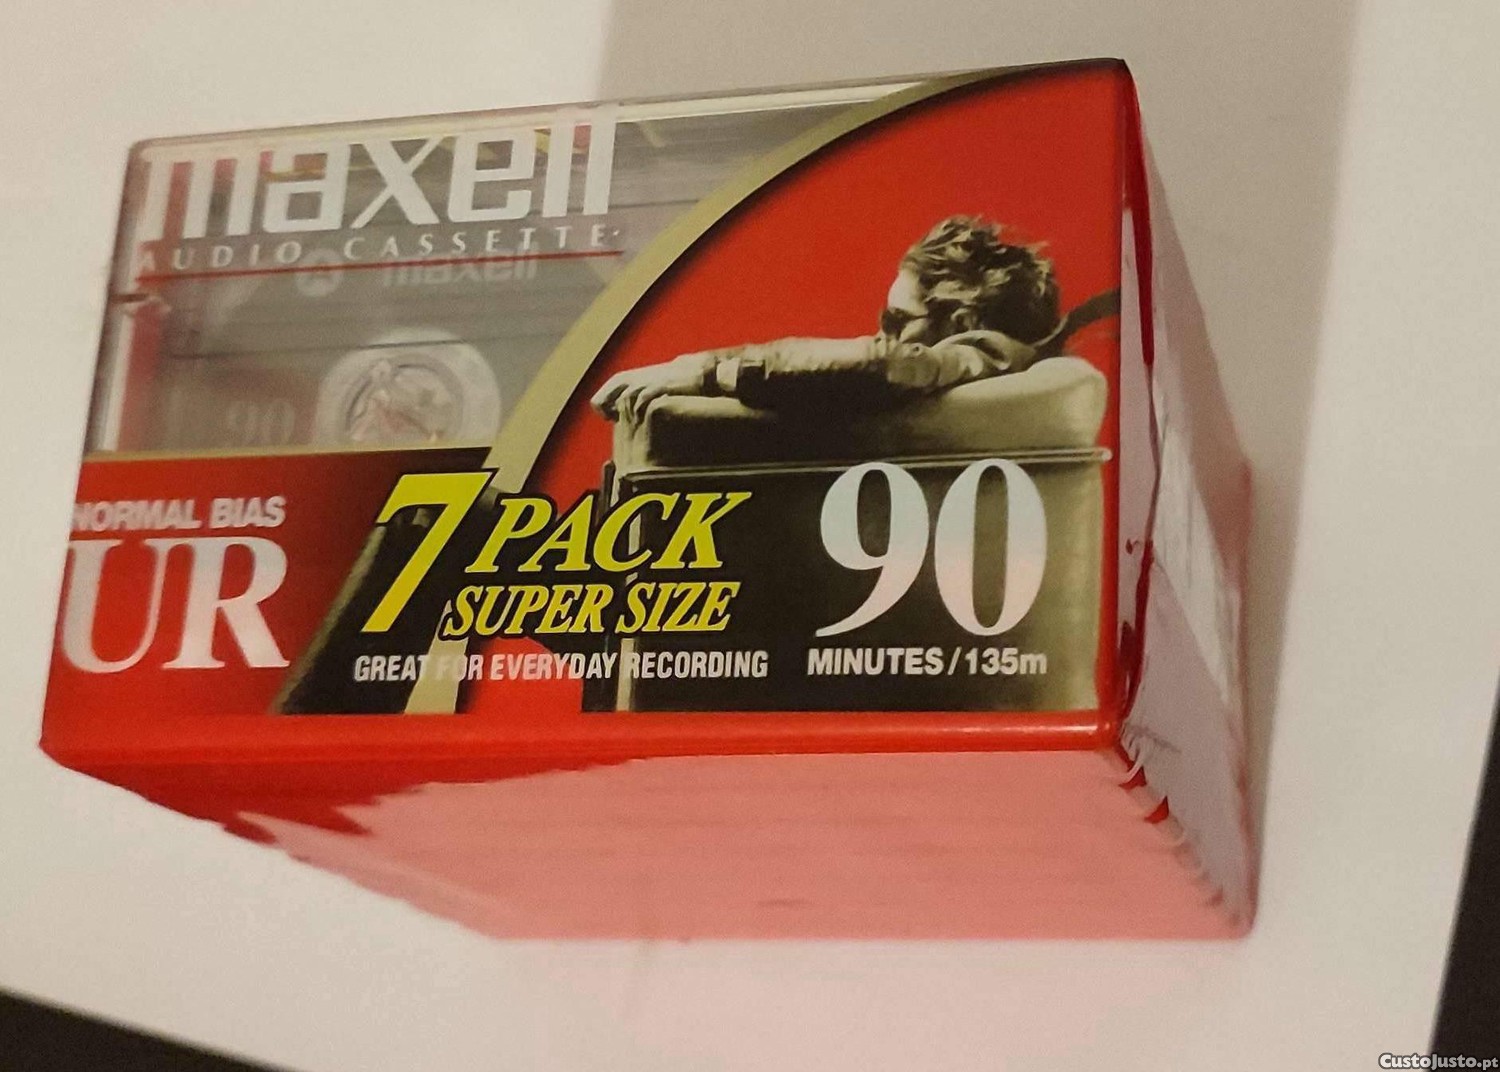 maxell
AUDIO CASSETTE
maxell
90
NORMAL BIAS
UR
7 PACK
SUPER SIZE
GREAT FOR EVERYDAY RECORDING
90
MINUTES/135m
CustoJusto.pt